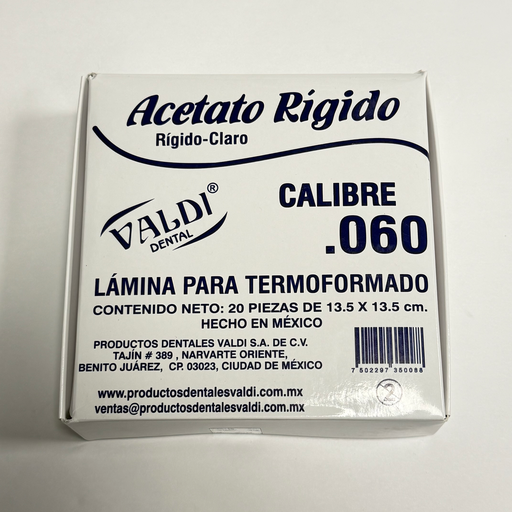 Acetato Rígido
Rígido-Claro
VALDI®
DENTAL
CALIBRE
.060
LÁMINA PARA TERMOFORMADO
CONTENIDO NETO: 20 PIEZAS DE 13.5 X 13.5 cm.
HECHO EN MÉXICO
PRODUCTOS DENTALES VALDI S.A. DE C.V.
TAJÍN # 389 , NARVARTE ORIENTE,
BENITO JUÁREZ, CP. 03023, CIUDAD DE MÉXICO
7 502297 350088
www.productosdentalesvaldi.com.mx
ventas@productosdentalesvaldi.com.mx
2